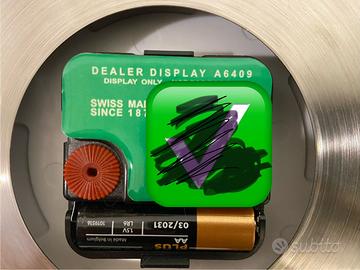 DEALER DISPLAY A6409
DISPLAY ONLY
SWISS MA
SINCE 187
PLUS
AA
03/2031
1.5V
LR6
Made in Belgium
subito